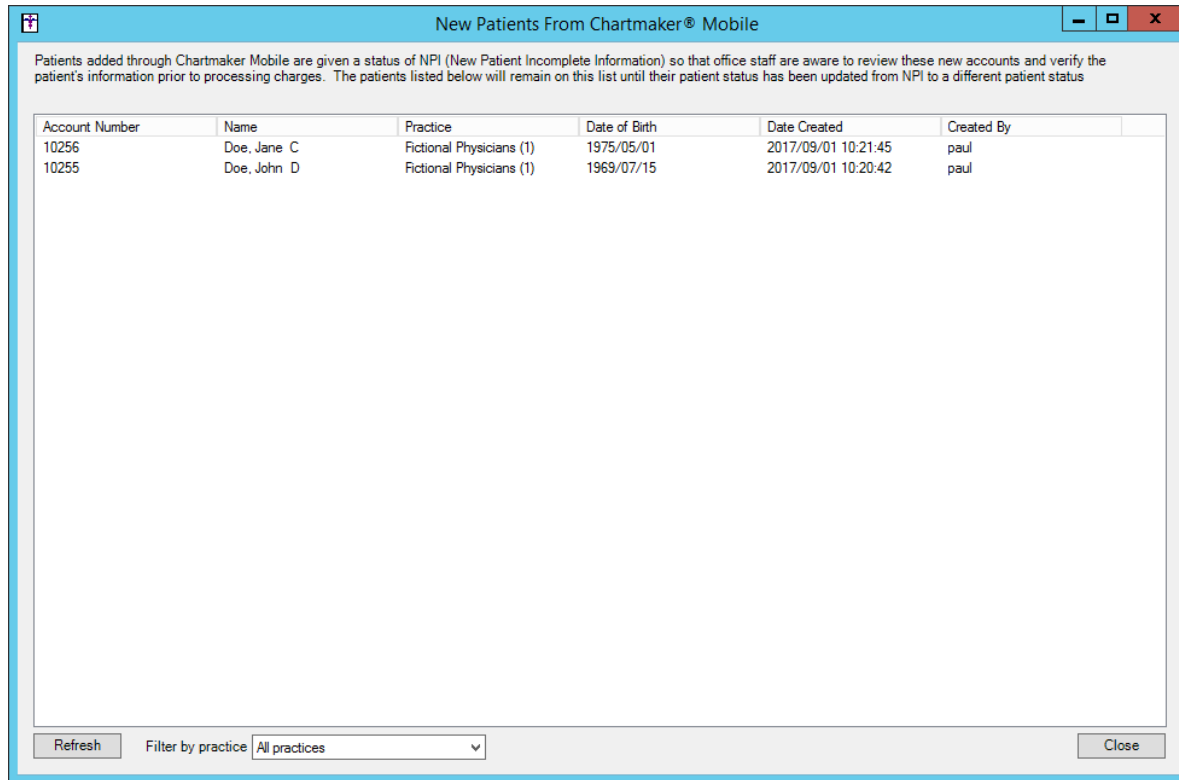 New Patients From Chartmaker® Mobile
Patients added through Chartmaker Mobile are given a status of NPI (New Patient Incomplete Information) so that office staff are aware to review these new accounts and verify the
patient's information prior to processing charges.  The patients listed below will remain on this list until their patient status has been updated from NPI to a different patient status
Account Number Name Practice Date of Birth Date Created Created By
10256 Doe, Jane  C Fictional Physicians (1) 1975/05/01 2017/09/01 10:21:45 paul
10255 Doe, John  D Fictional Physicians (1) 1969/07/15 2017/09/01 10:20:42 paul
Refresh Filter by practice All practices Close